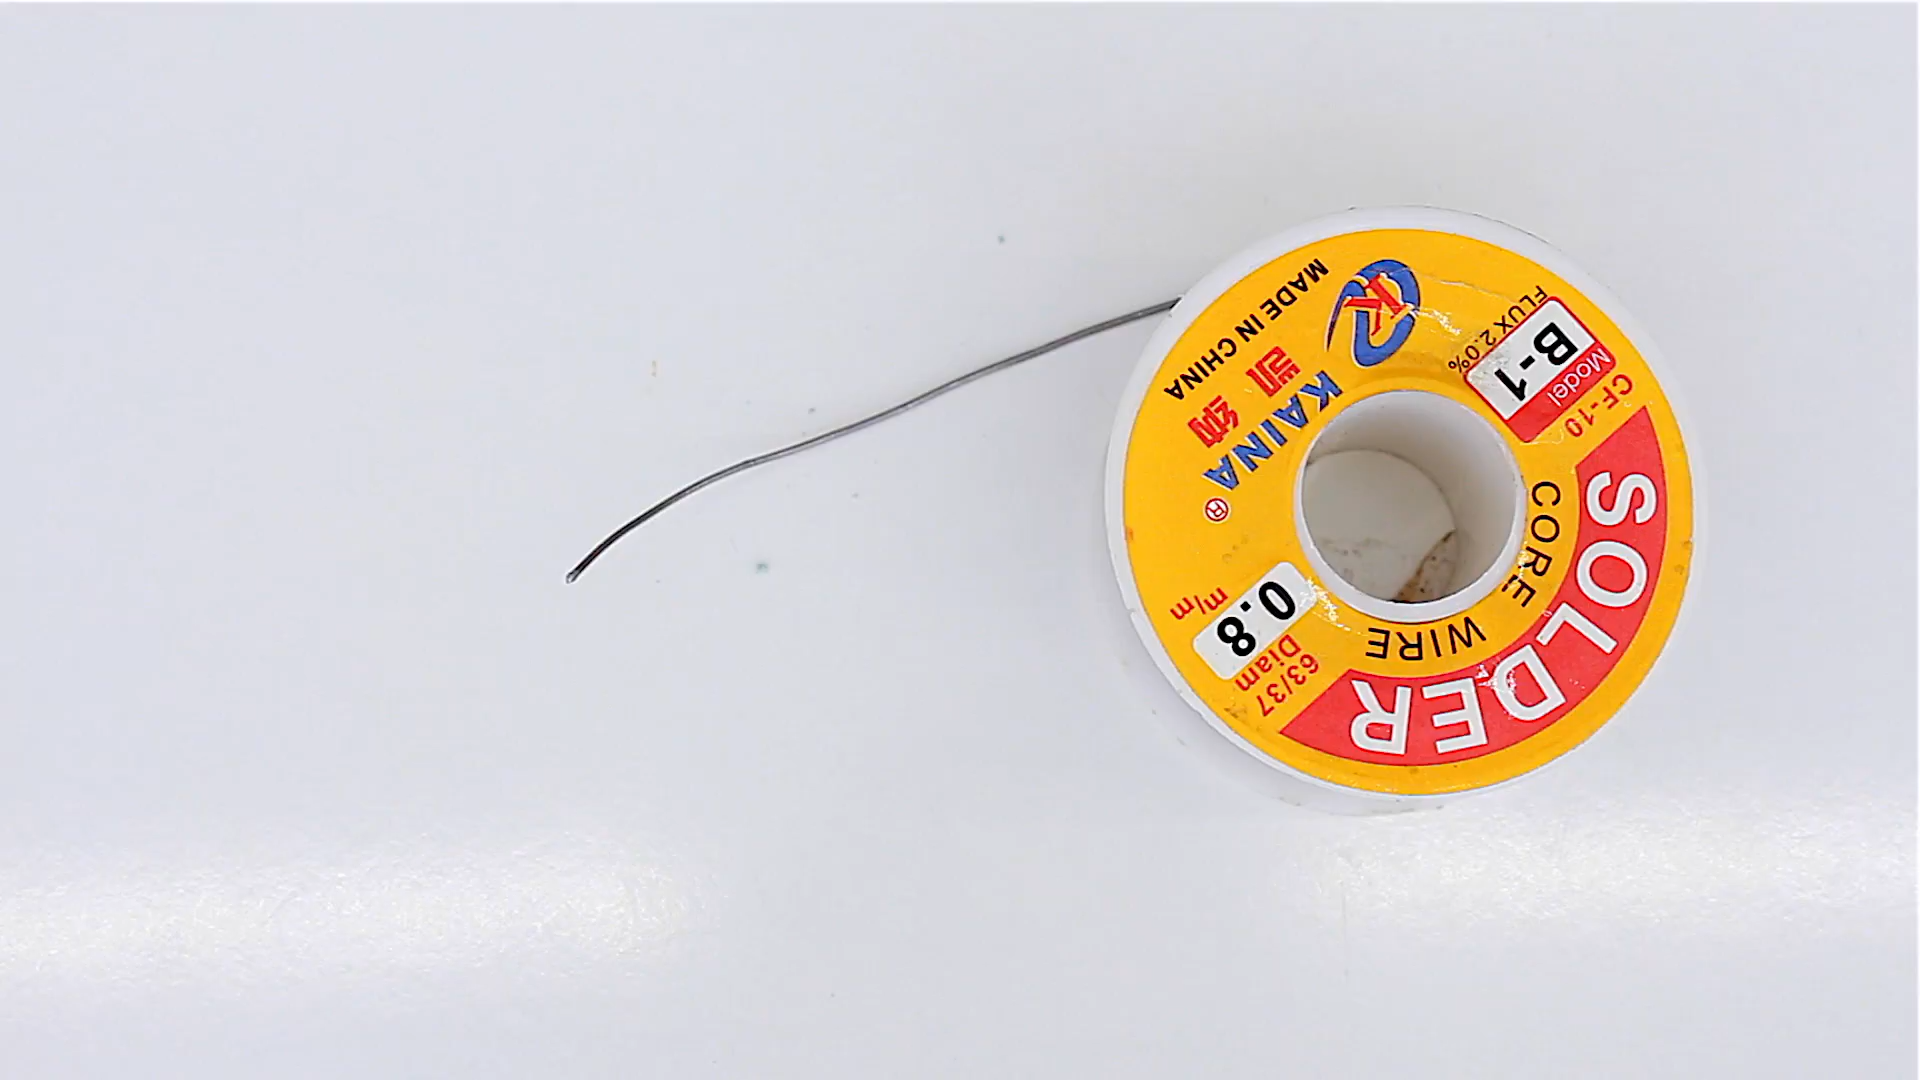 K
MADE IN CHINA
凯 纳
KAINA®
FLUX 2.0%
B-1
Model
CF-10
SOLDER
CORE WIRE
0.8 m/m
Diam
63/37